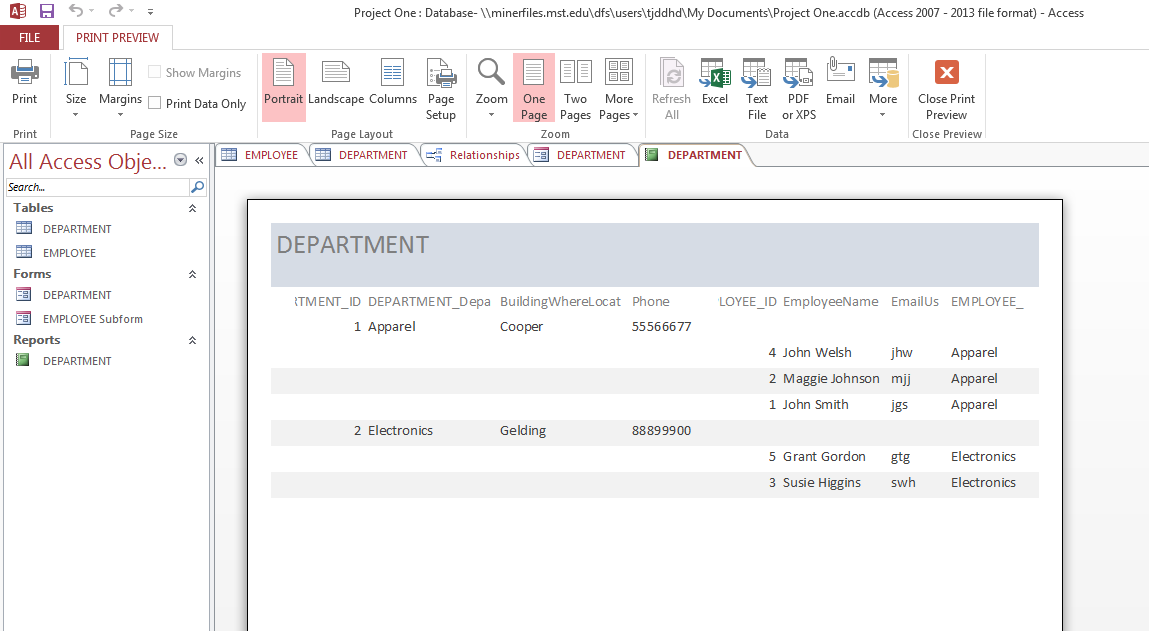 Project One : Database- \\minerfiles.mst.edu\dfs\users\tjddhd\My Documents\Project One.accdb (Access 2007 - 2013 file format) - Access
FILE PRINT PREVIEW
Print Size Margins Show Margins Print Data Only Portrait Landscape Columns Page Setup Zoom One Page Two Pages More Pages Refresh All Excel Text File PDF or XPS Email More Close Print Preview
Print Page Size Page Layout Zoom Data Close Preview
All Access Obje... «
Search...
Tables
DEPARTMENT
EMPLOYEE
Forms
DEPARTMENT
EMPLOYEE Subform
Reports
DEPARTMENT
EMPLOYEE DEPARTMENT Relationships DEPARTMENT DEPARTMENT
DEPARTMENT
RTMENT_ID DEPARTMENT_Depa BuildingWhereLocat Phone LOYEE_ID EmployeeName EmailUs EMPLOYEE_
1 Apparel Cooper 55566677
4 John Welsh jhw Apparel
2 Maggie Johnson mjj Apparel
1 John Smith jgs Apparel
2 Electronics Gelding 88899900
5 Grant Gordon gtg Electronics
3 Susie Higgins swh Electronics